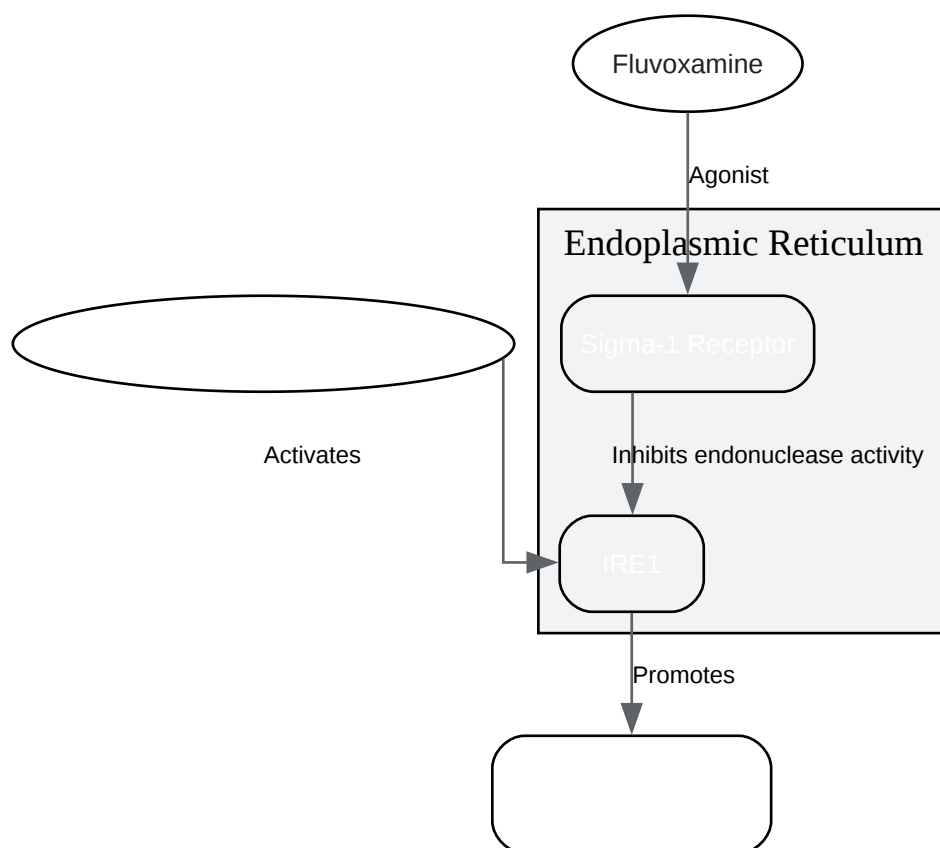 Fluvoxamine
Agonist
Endoplasmic Reticulum
Sigma-1 Receptor
Activates
Inhibits endonuclease activity
IRE1
Promotes